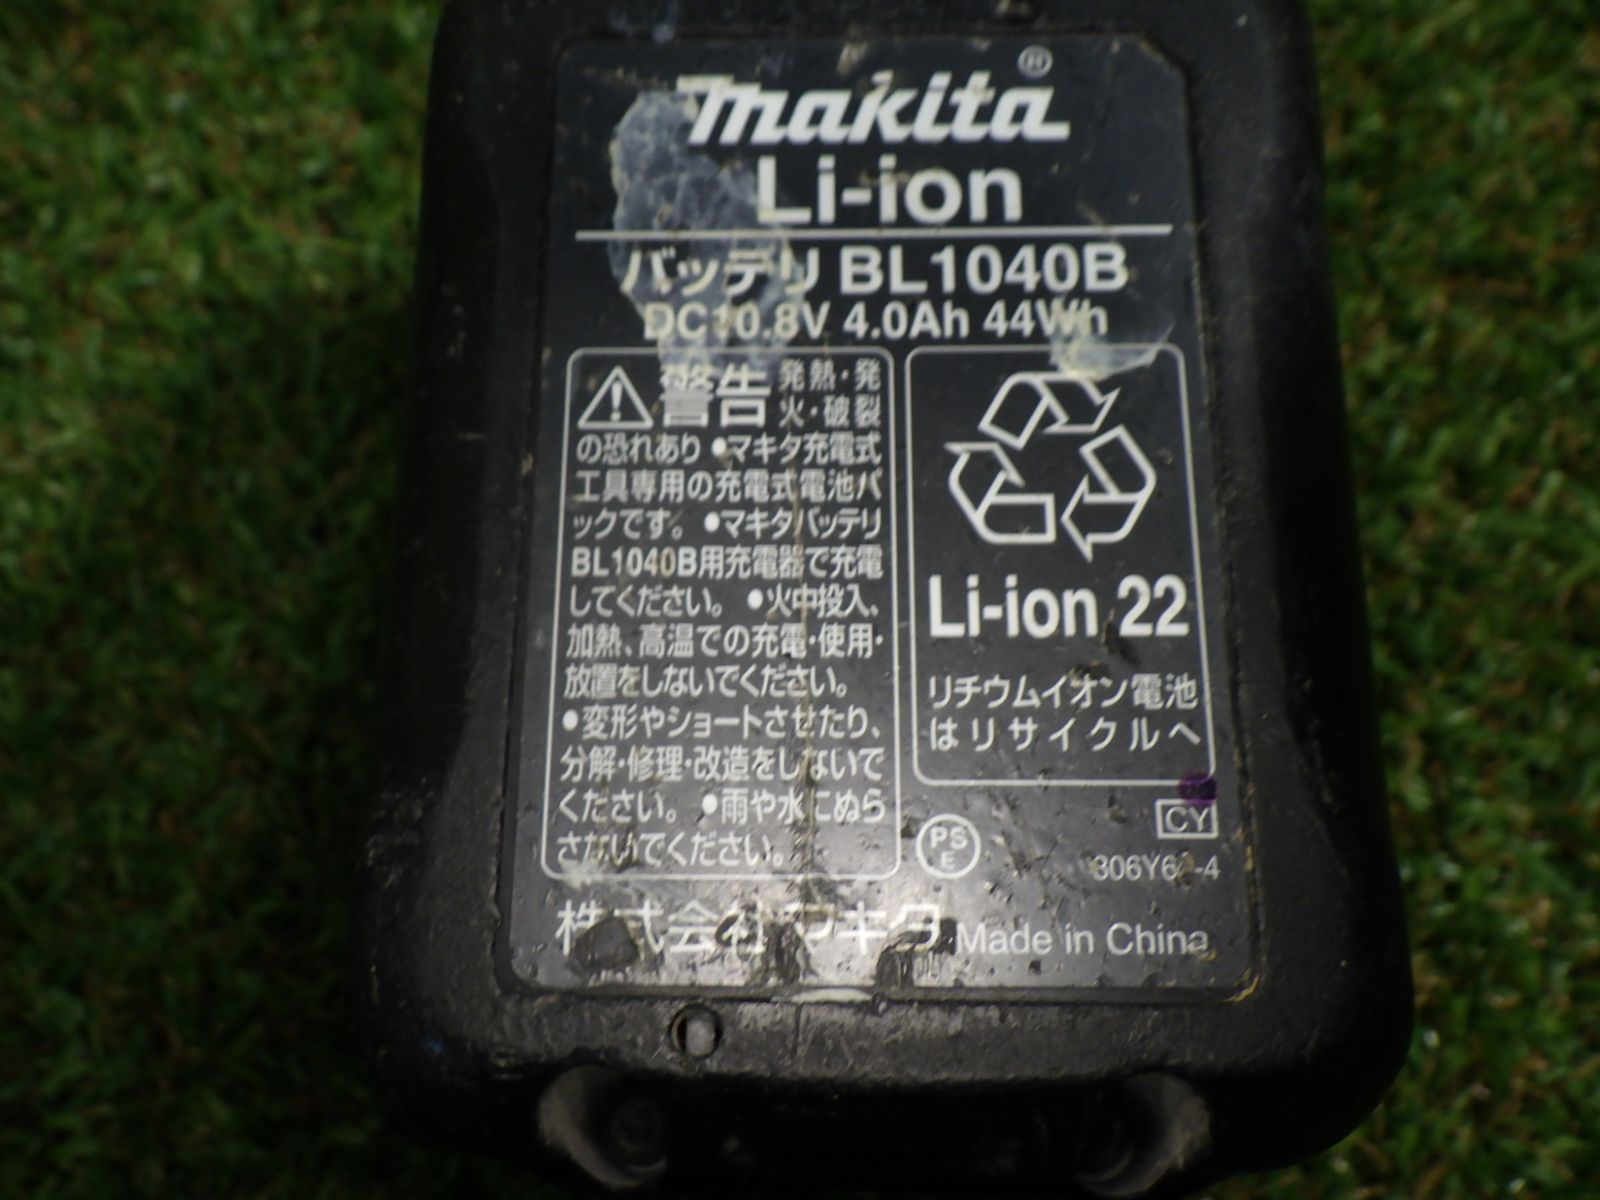 makita®
Li-ion
バッテリ BL1040B
DC10.8V 4.0Ah 44Wh
警告 発熱・発
火・破裂
の恐れあり ●マキタ充電式
工具専用の充電式電池パ
ックです。 ●マキタバッテリ
BL1040B用充電器で充電
してください。 ●火中投入、
加熱、高温での充電・使用・
放置をしないでください。
●変形やショートさせたり、
分解・修理・改造をしないで
ください。 ●雨や水にぬら
さないでください。
Li-ion 22
リチウムイオン電池
はリサイクルへ
PS
E
CY
株式会社マキタ Made in China